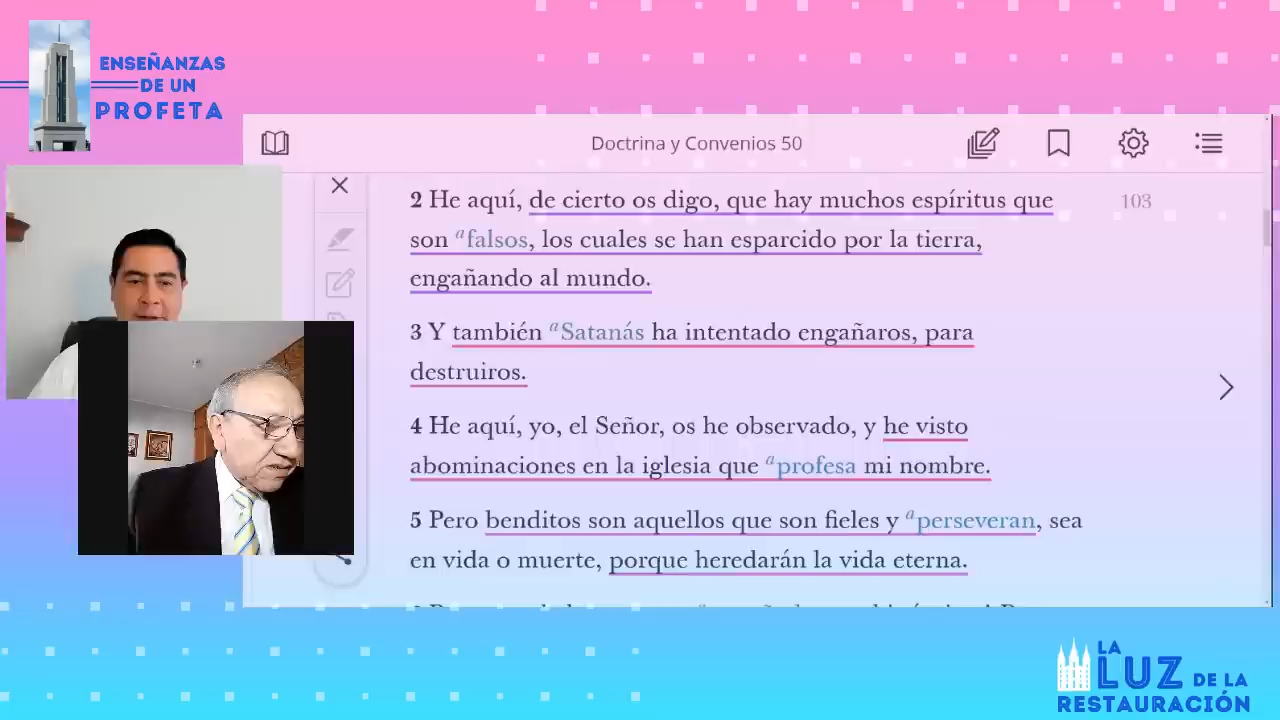 ENSEÑANZAS
DE UN
PROFETA
Doctrina y Convenios 50
2 He aquí, de cierto os digo, que hay muchos espíritus que
son ᵃfalsos, los cuales se han esparcido por la tierra,
engañando al mundo.
103
3 Y también ᵃSatanás ha intentado engañaros, para
destruiros.
4 He aquí, yo, el Señor, os he observado, y he visto
abominaciones en la iglesia que ᵃprofesa mi nombre.
5 Pero benditos son aquellos que son fieles y ᵃperseveran, sea
en vida o muerte, porque heredarán la vida eterna.
LA
LUZ DE LA
RESTAURACIÓN